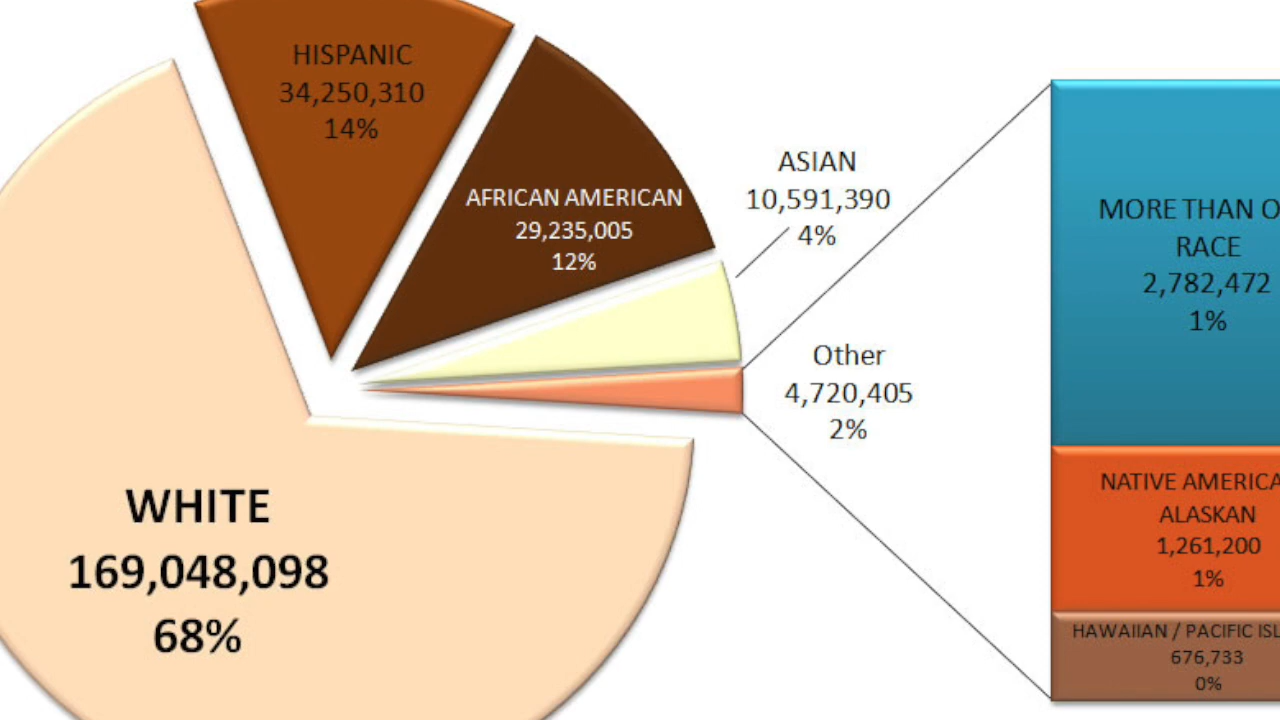 HISPANIC
34,250,310
14%
AFRICAN AMERICAN
29,235,005
12%
ASIAN
10,591,390
4%
Other
4,720,405
2%
WHITE
169,048,098
68%
MORE THAN
RACE
2,782,472
1%
NATIVE
ALASKAN
1,261,200
1%
HAWAIIAN / PACIFIC
676,733
0%